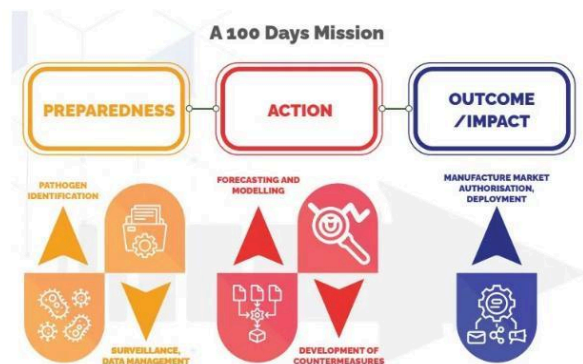 A 100 Days Mission
PREPAREDNESS
ACTION
OUTCOME
/IMPACT
PATHOGEN
IDENTIFICATION
FORECASTING AND
MODELLING
MANUFACTURE MARKET
AUTHORISATION,
DEPLOYMENT
SURVEILLANCE,
DATA MANAGEMENT
DEVELOPMENT OF
COUNTERMEASURES